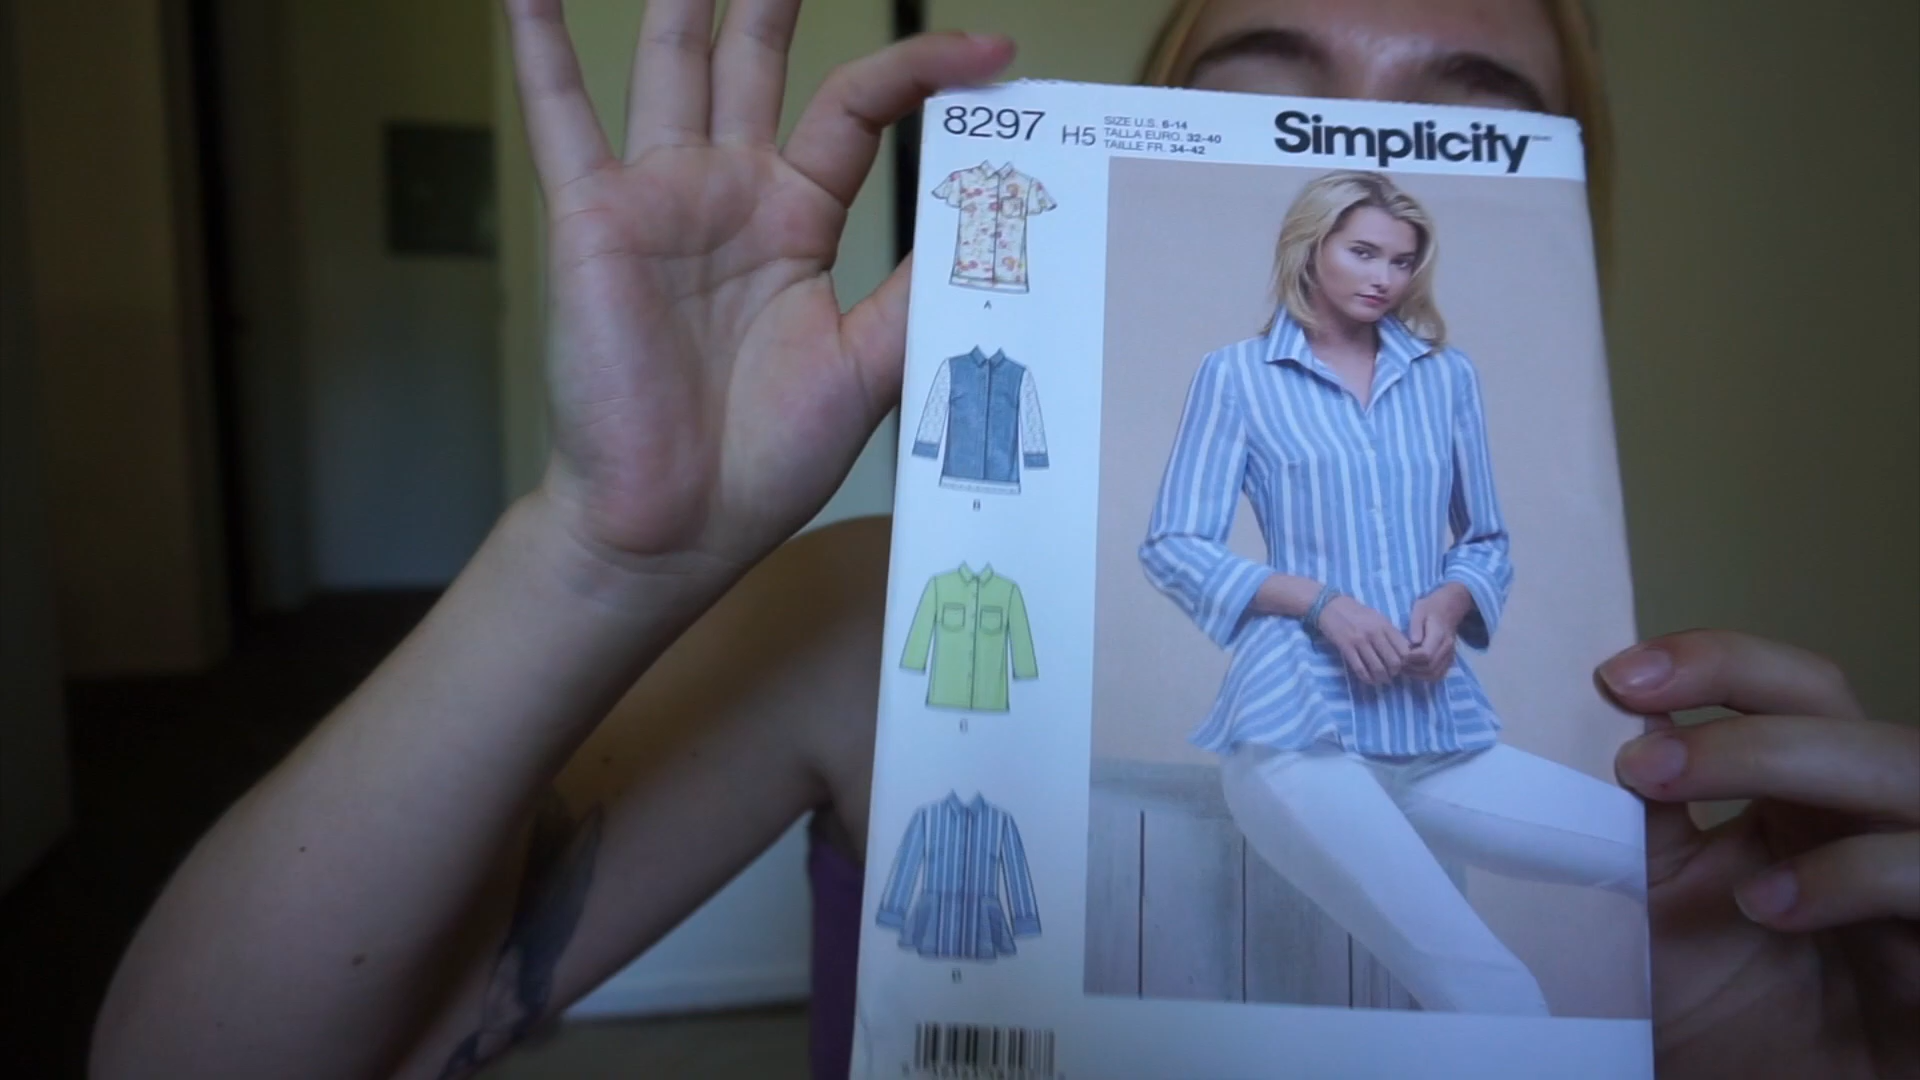 8297 H5
SIZE U.S. 6-14
TALLA EURO. 32-40
TAILLE FR. 34-42
Simplicity
A
B